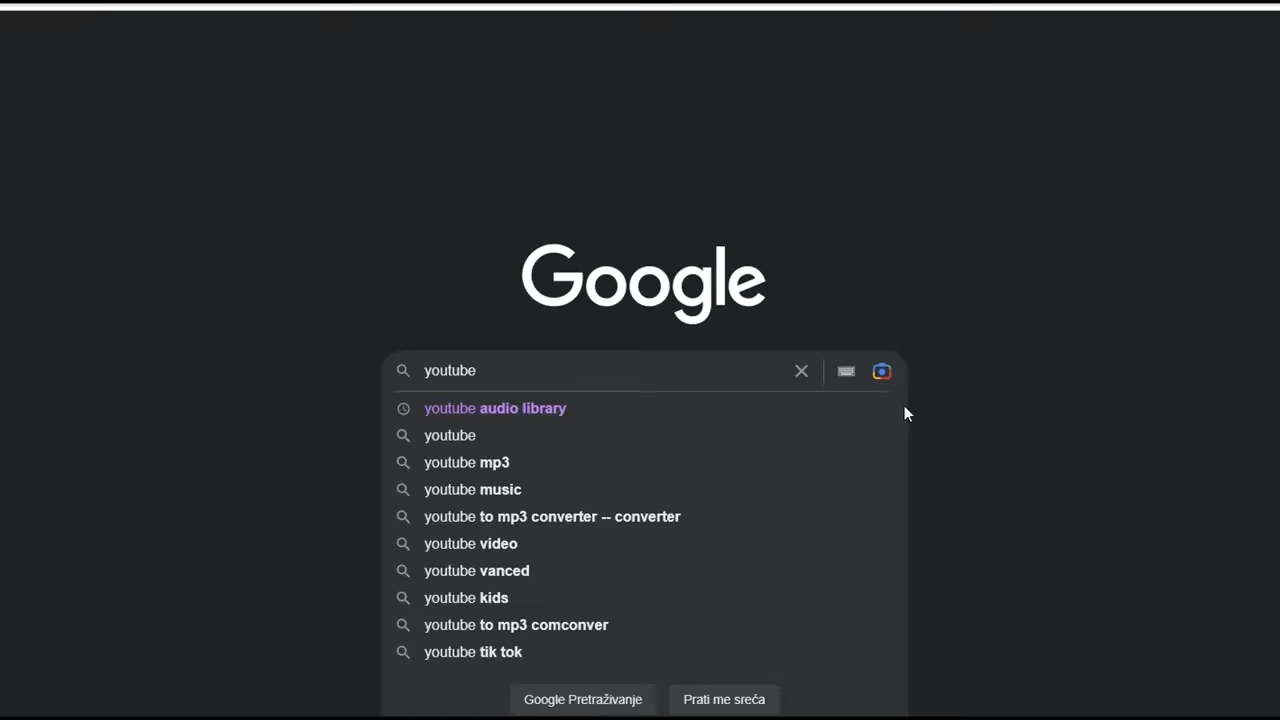 Google
youtube
youtube audio library
youtube
youtube mp3
youtube music
youtube to mp3 converter -- converter
youtube video
youtube vanced
youtube kids
youtube to mp3 comconver
youtube tik tok
Google Pretraživanje
Prati me sreća